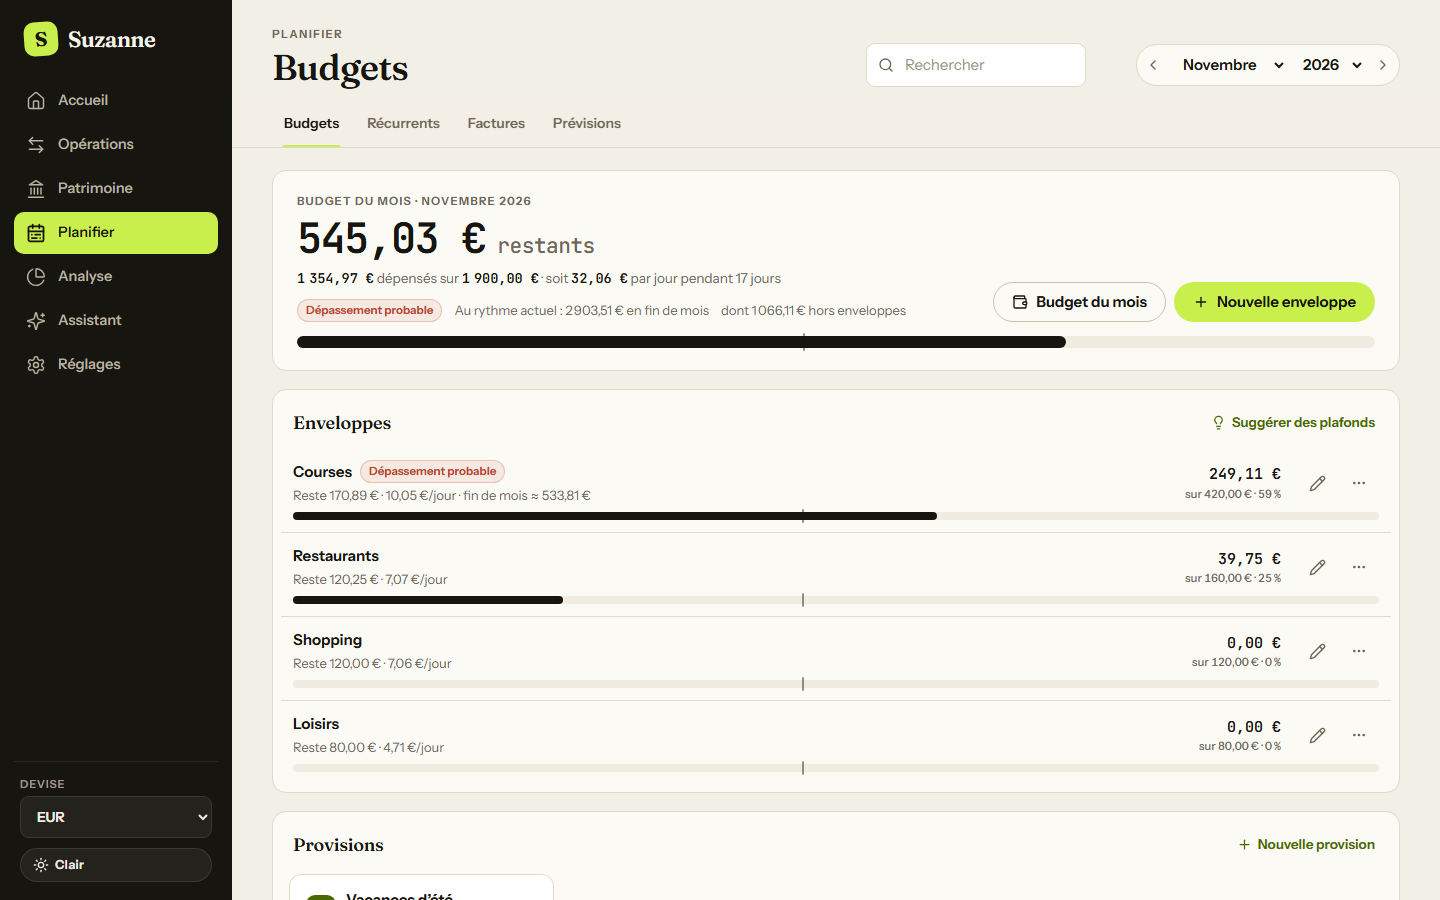 S Suzanne
Accueil
Opérations
Patrimoine
Planifier
Analyse
Assistant
Réglages
DEVISE
EUR
Clair
PLANIFIER
Budgets
Rechercher
Novembre
2026
Budgets
Récurrents
Factures
Prévisions
BUDGET DU MOIS · NOVEMBRE 2026
545,03 € restants
1 354,97 € dépensés sur 1 900,00 € · soit 32,06 € par jour pendant 17 jours
Dépassement probable
Au rythme actuel : 2 903,51 € en fin de mois
dont 1 066,11 € hors enveloppes
Budget du mois
Nouvelle enveloppe
Enveloppes
Suggérer des plafonds
Courses
Dépassement probable
Reste 170,89 € · 10,05 €/jour · fin de mois ≈ 533,81 €
249,11 €
sur 420,00 € · 59 %
Restaurants
Reste 120,25 € · 7,07 €/jour
39,75 €
sur 160,00 € · 25 %
Shopping
Reste 120,00 € · 7,06 €/jour
0,00 €
sur 120,00 € · 0 %
Loisirs
Reste 80,00 € · 4,71 €/jour
0,00 €
sur 80,00 € · 0 %
Provisions
Nouvelle provision
Vacances d'été